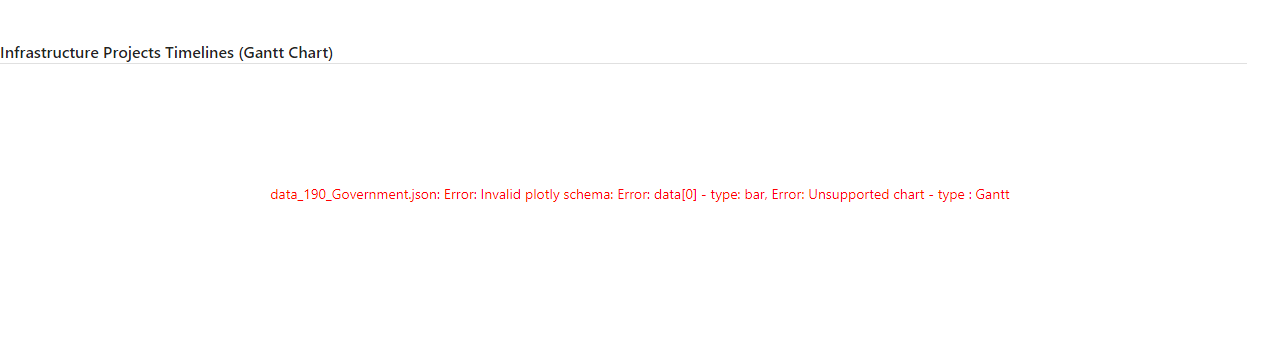 Infrastructure Projects Timelines (Gantt Chart)
data_190_Government.json: Error: Invalid plotly schema: Error: data[0] - type: bar, Error: Unsupported chart - type : Gantt